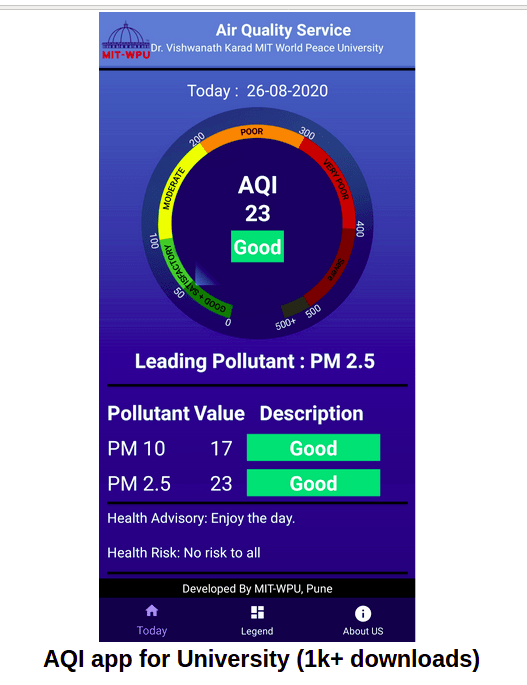 Air Quality Service
MIT-WPU
Dr. Vishwanath Karad MIT World Peace University
Today : 26-08-2020
200
POOR
300
MODERATE
VERY POOR
AQI
23
Good
100
400
GOOD + SATISFACTORY
Severe
50
0
500+
500
Leading Pollutant : PM 2.5
Pollutant Value Description
PM 10 17 Good
PM 2.5 23 Good
Health Advisory: Enjoy the day.
Health Risk: No risk to all
Developed By MIT-WPU, Pune
Today Legend About US
AQI app for University (1k+ downloads)